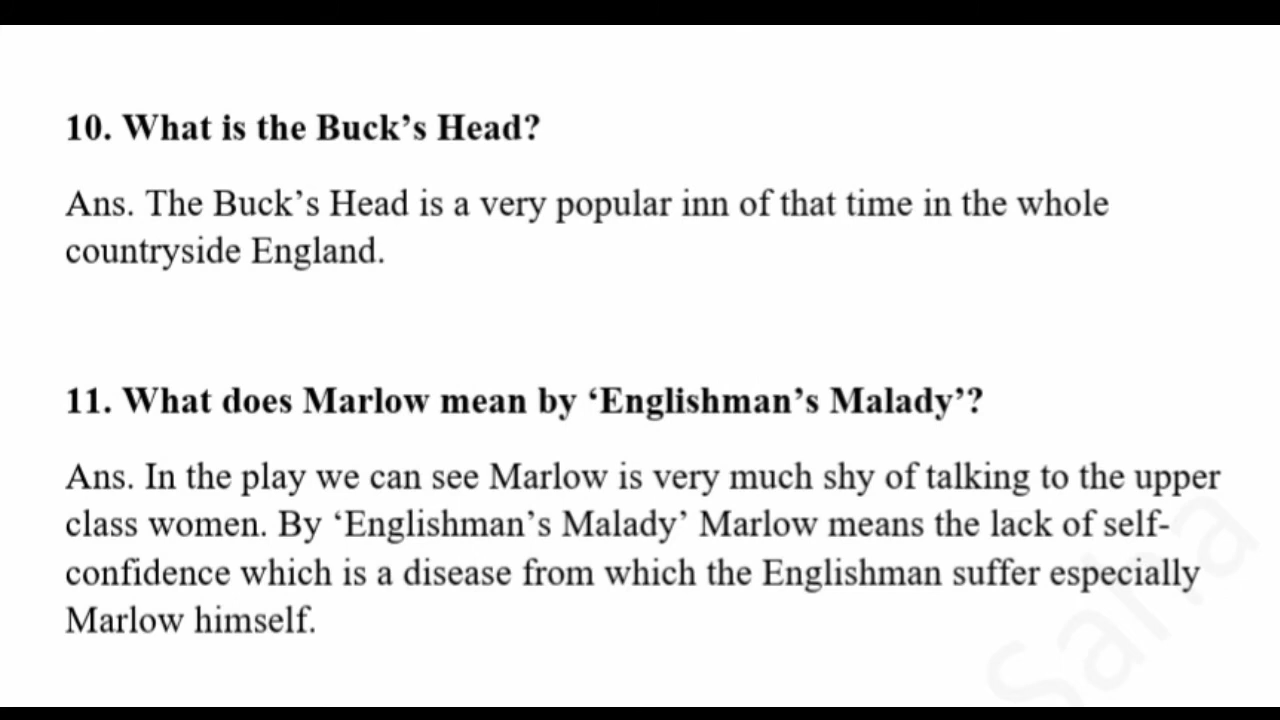 10. What is the Buck’s Head?
Ans. The Buck’s Head is a very popular inn of that time in the whole
countryside England.
11. What does Marlow mean by ‘Englishman’s Malady’?
Ans. In the play we can see Marlow is very much shy of talking to the upper
class women. By ‘Englishman’s Malady’ Marlow means the lack of self-
confidence which is a disease from which the Englishman suffer especially
Marlow himself.
Saha